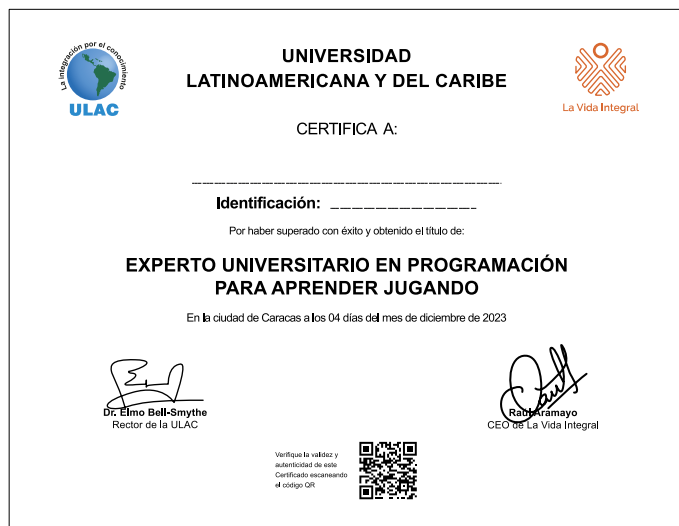 La integración por el conocimiento
ULAC
UNIVERSIDAD
LATINOAMERICANA Y DEL CARIBE
La Vida Integral
CERTIFICA A:
Identificación:
Por haber superado con éxito y obtenido el título de:
EXPERTO UNIVERSITARIO EN PROGRAMACIÓN
PARA APRENDER JUGANDO
En la ciudad de Caracas a los 04 días del mes de diciembre de 2023
Dr. Elmo Bell-Smythe
Rector de la ULAC
Raúl Aramayo
CEO de La Vida Integral
Verifique la validez y
autenticidad de este
Certificado escaneando
el código QR